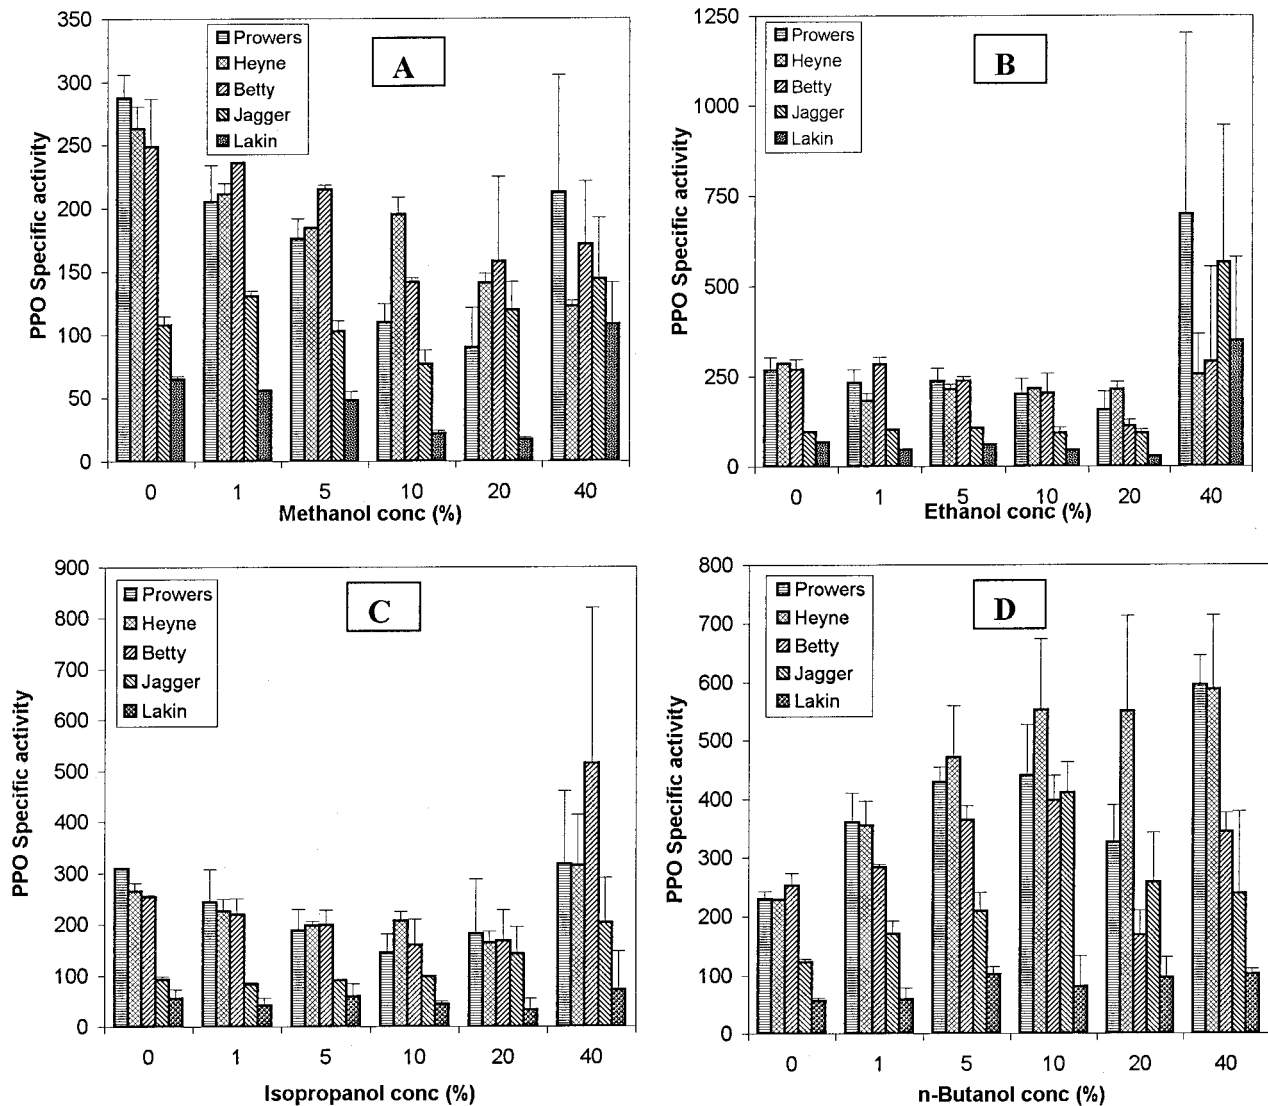 A
PPO Specific activity
350
300
250
200
150
100
50
0
Prowers
Heyne
Betty
Jagger
Lakin
0 1 5 10 20 40
Methanol conc (%)
B
PPO Specific activity
1250
1000
750
500
250
0
Prowers
Heyne
Betty
Jagger
Lakin
0 1 5 10 20 40
Ethanol conc (%)
C
PPO Specific activity
900
800
700
600
500
400
300
200
100
0
Prowers
Heyne
Betty
Jagger
Lakin
0 1 5 10 20 40
Isopropanol conc (%)
D
PPO Specific activity
800
700
600
500
400
300
200
100
0
Prowers
Heyne
Betty
Jagger
Lakin
0 1 5 10 20 40
n-Butanol conc (%)